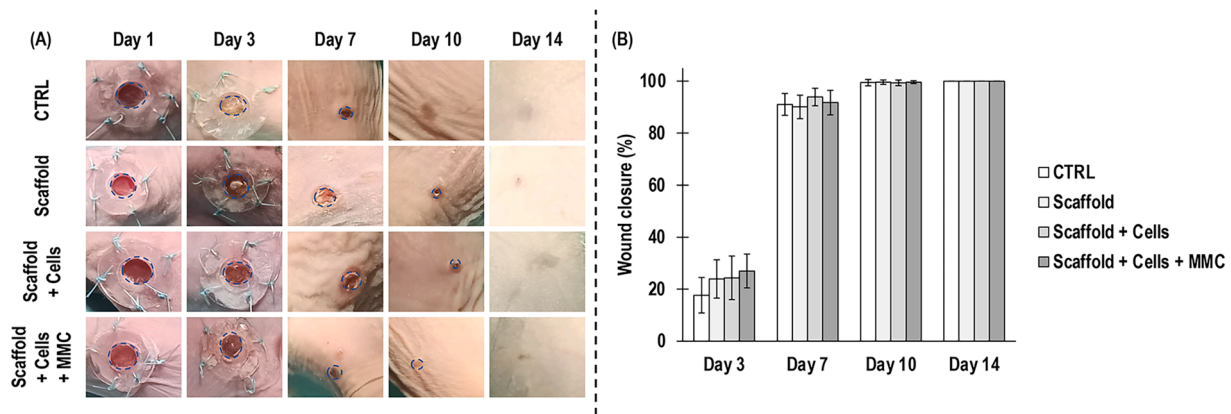 (A)
Day 1 Day 3 Day 7 Day 10 Day 14
CTRL
Scaffold
Scaffold
+ Cells
Scaffold
+ Cells
+ MMC
(B)
Wound closure (%)
100
80
60
40
20
0
Day 3 Day 7 Day 10 Day 14
CTRL
Scaffold
Scaffold + Cells
Scaffold + Cells + MMC